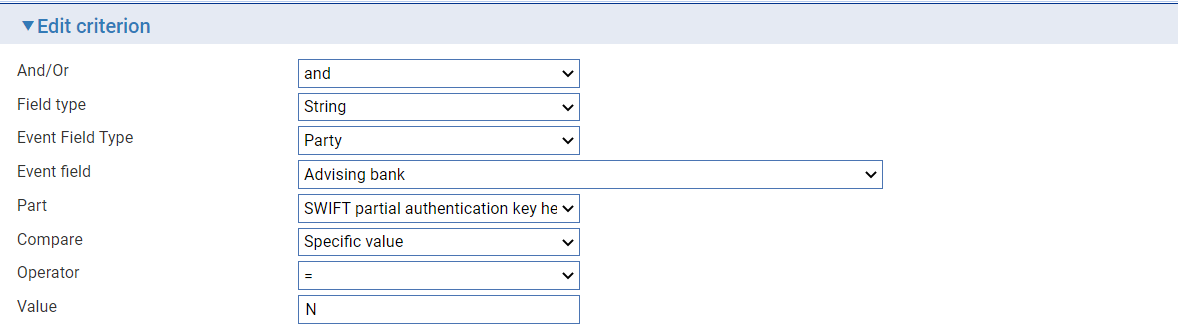 ▼Edit criterion
And/Or and
Field type String
Event Field Type Party
Event field Advising bank
Part SWIFT partial authentication key he
Compare Specific value
Operator =
Value N